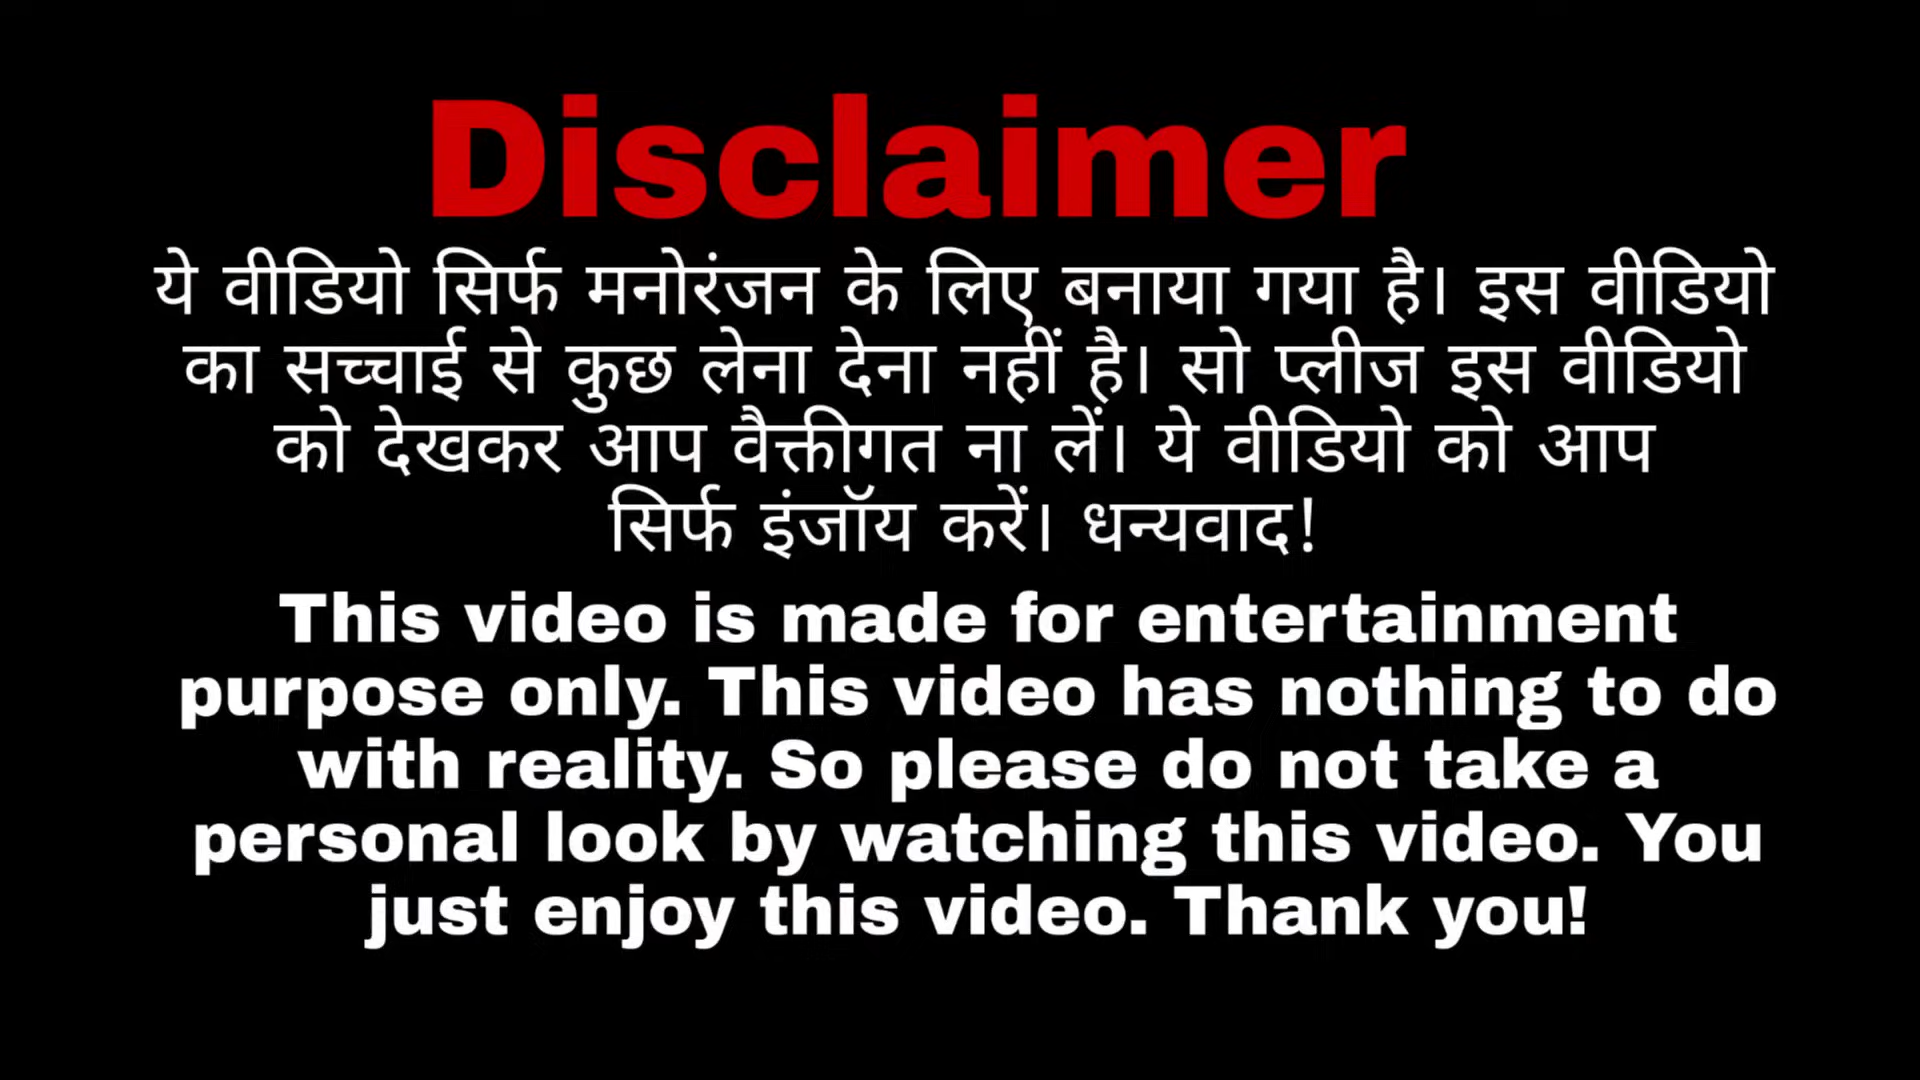 Disclaimer
ये वीडियो सिर्फ मनोरंजन के लिए बनाया गया है। इस वीडियो
का सच्चाई से कुछ लेना देना नहीं है। सो प्लीज इस वीडियो
को देखकर आप वैक्तीगत ना लें। ये वीडियो को आप
सिर्फ इंजॉय करें। धन्यवाद!
This video is made for entertainment
purpose only. This video has nothing to do
with reality. So please do not take a
personal look by watching this video. You
just enjoy this video. Thank you!